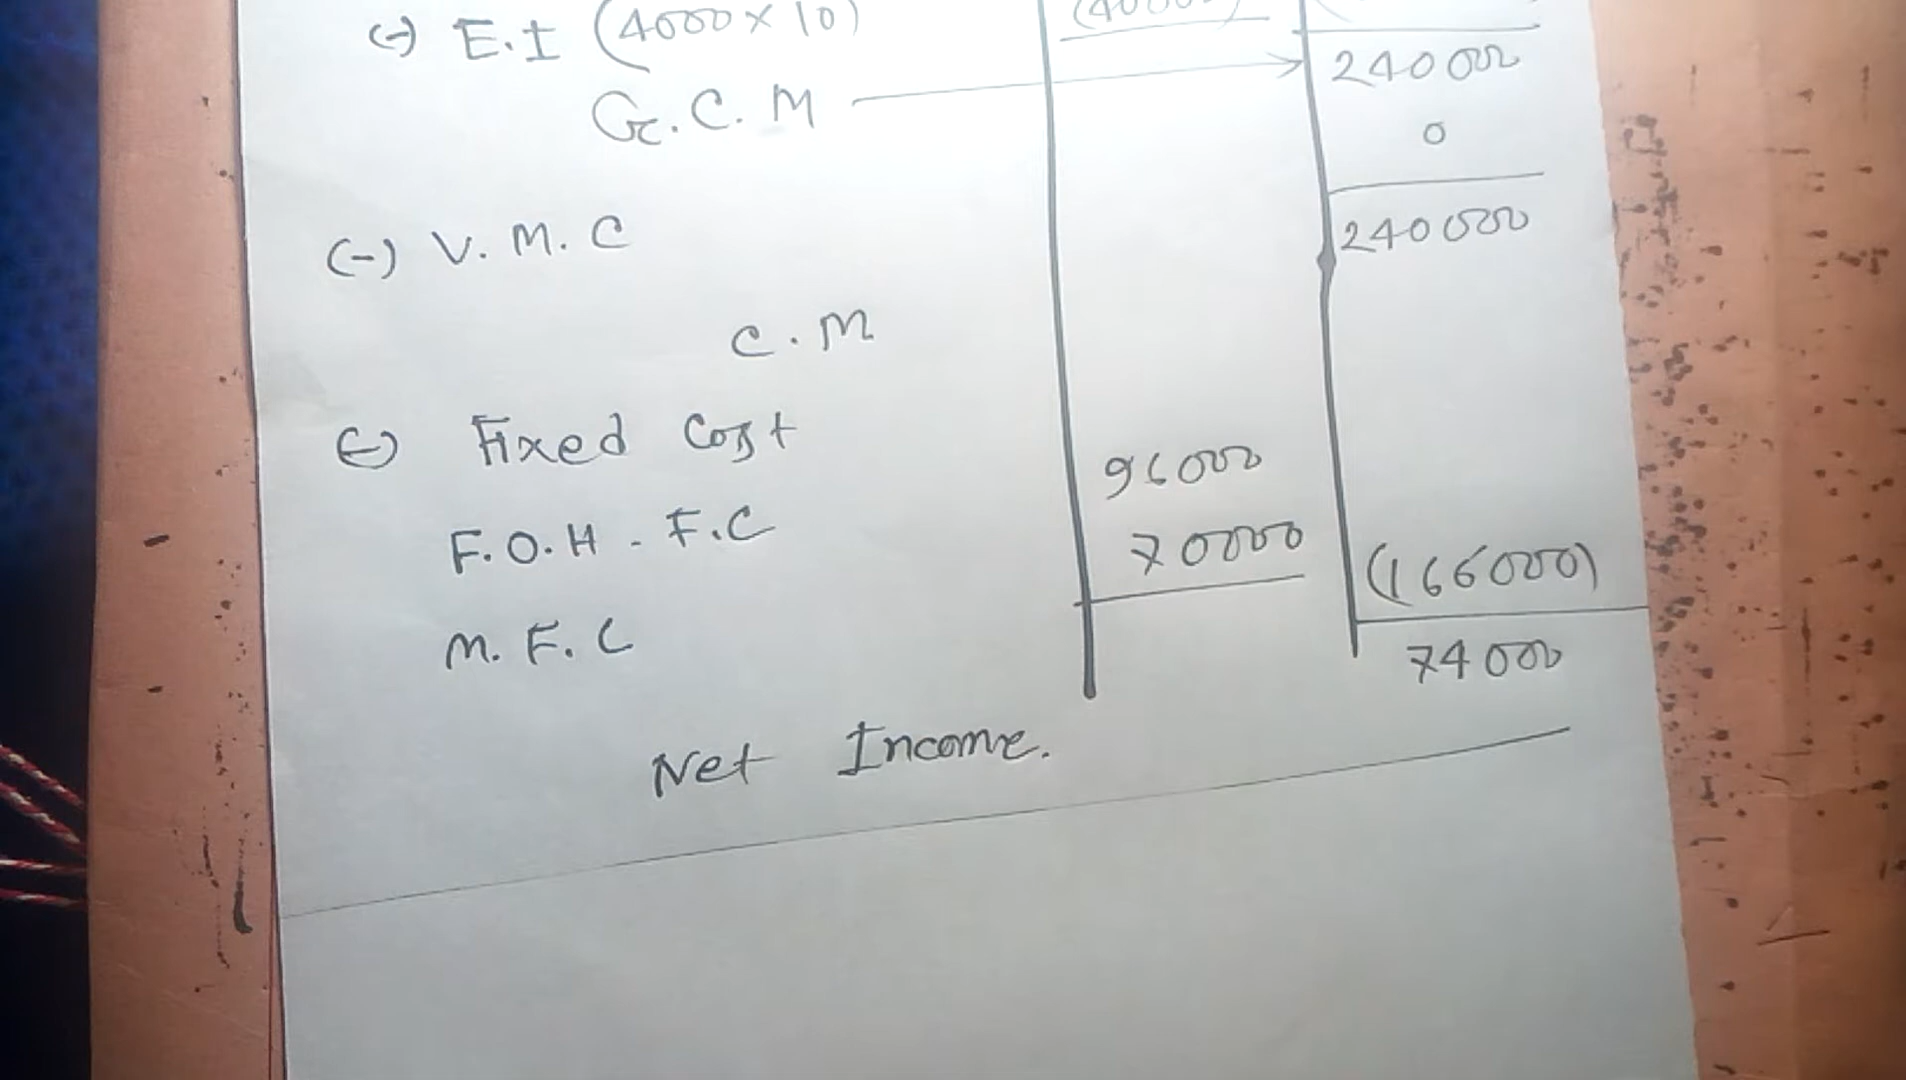 (-) E.I (4000 x 10)
G.C.M 240000
0
(-) V.M.C 240000
C.M
(-) Fixed Cost
F.O.H - F.C 96000
M.F.C 70000 (166000)
74000
Net Income.